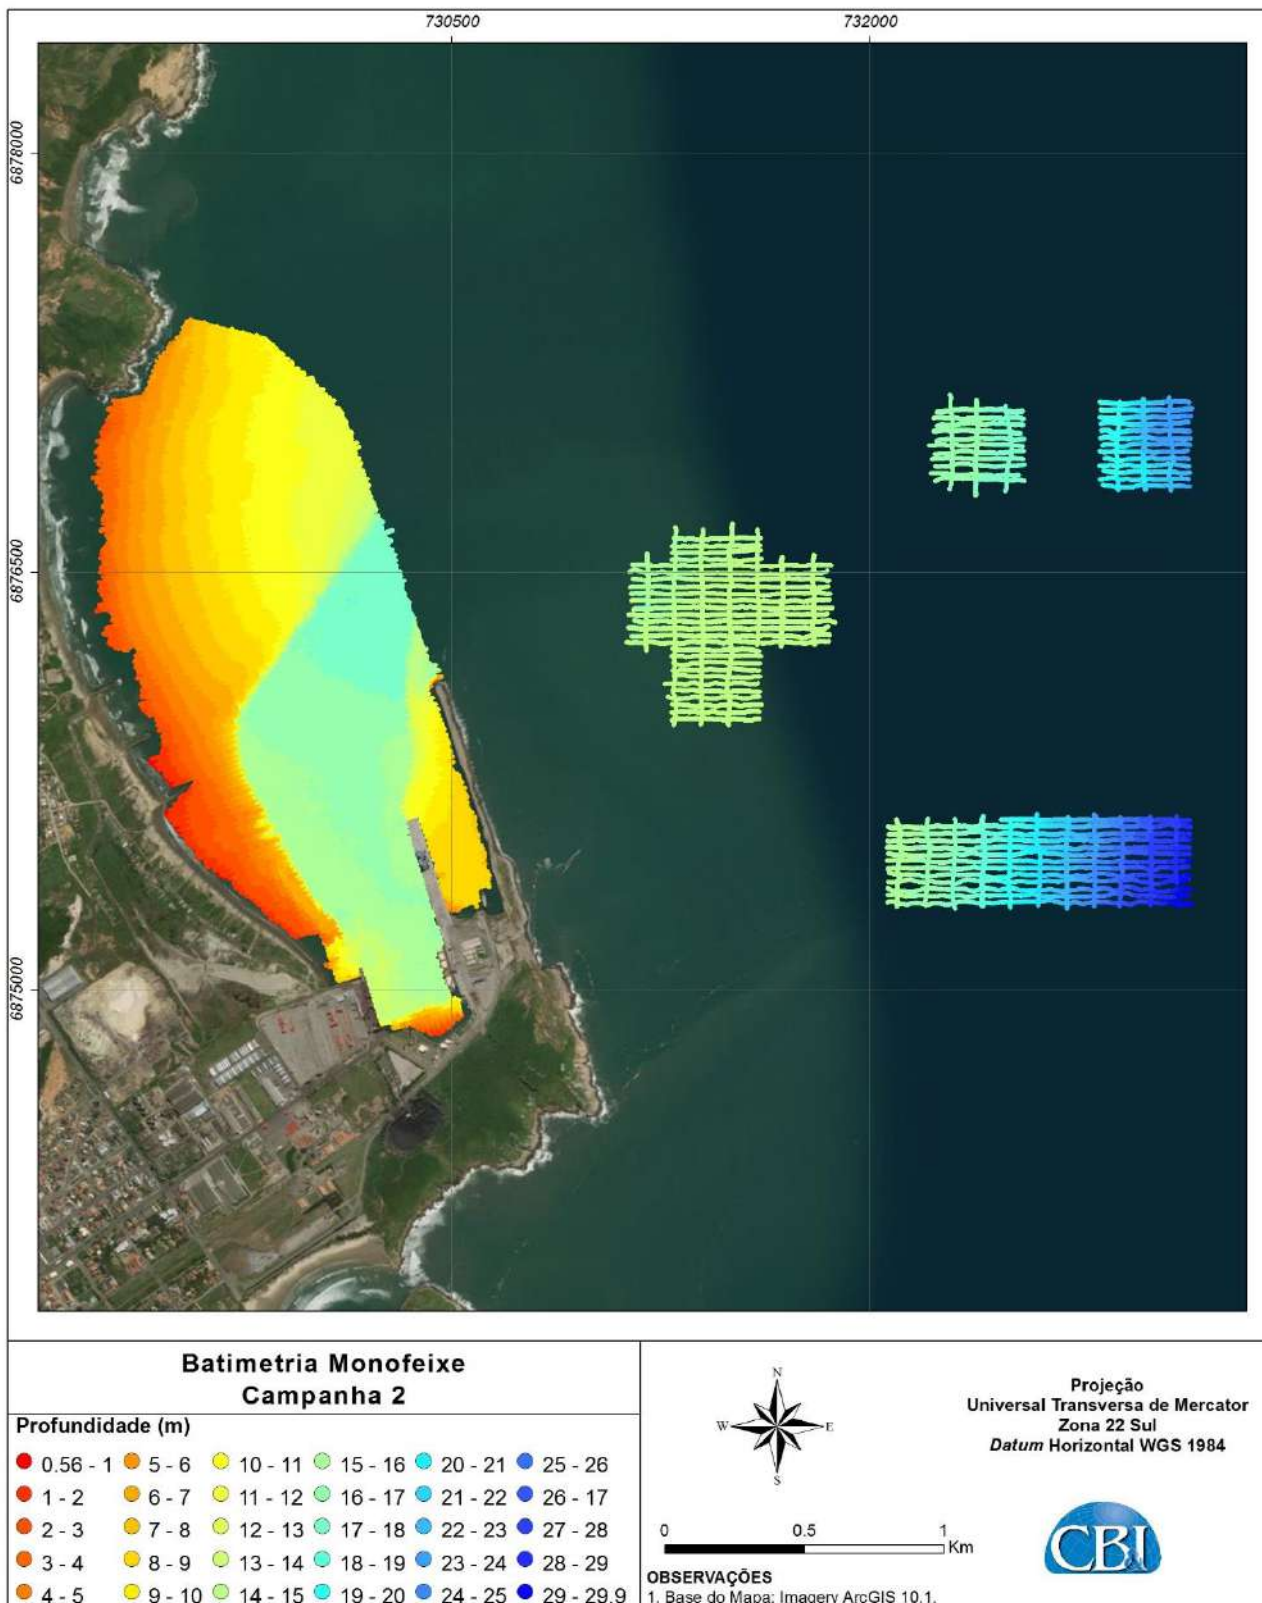 730500
732000
6878000
6876500
6875000
Batimetria Monofeixe
Campanha 2
Profundidade (m)
0.56 - 1
1 - 2
2 - 3
3 - 4
4 - 5
5 - 6
6 - 7
7 - 8
8 - 9
9 - 10
10 - 11
11 - 12
12 - 13
13 - 14
14 - 15
15 - 16
16 - 17
17 - 18
18 - 19
19 - 20
20 - 21
21 - 22
22 - 23
23 - 24
24 - 25
25 - 26
26 - 17
27 - 28
28 - 29
29 - 29.9
N
W
E
S
0 0.5 1
Km
OBSERVAÇÕES
1. Base do Mapa: Imagery ArcGIS 10.1.
Projeção
Universal Transversa de Mercator
Zona 22 Sul
Datum Horizontal WGS 1984
CB&I